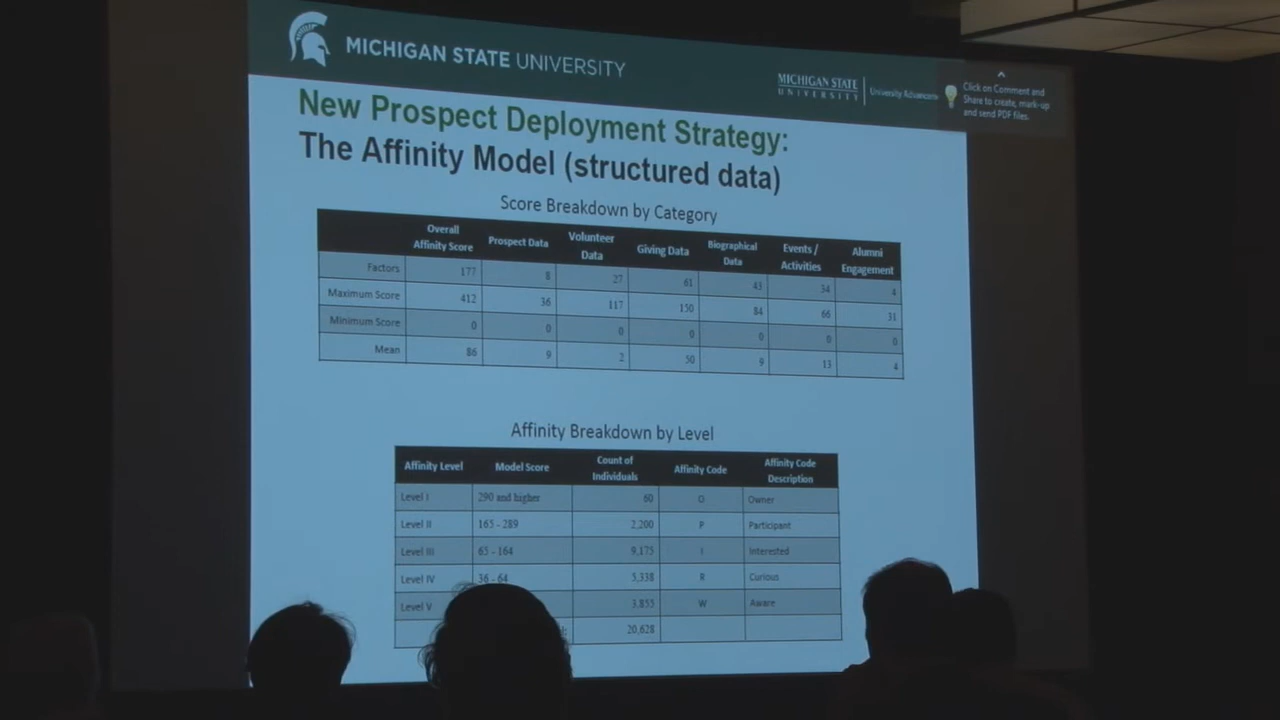 MICHIGAN STATE UNIVERSITY
MICHIGAN STATE
UNIVERSITY
University Advancem
Click on Comment and
Share to create, mark-up
and send PDF files.
New Prospect Deployment Strategy:
The Affinity Model (structured data)
Score Breakdown by Category
Overall Affinity Score Prospect Data Volunteer Data Giving Data Biographical Data Events / Activities Alumni Engagement
Factors 177 8 27 61 43 34 4
Maximum Score 412 36 117 150 84 66 31
Minimum Score 0 0 0 0 0 0 0
Mean 86 9 2 50 9 13 4
Affinity Breakdown by Level
Affinity Level Model Score Count of Individuals Affinity Code Affinity Code Description
Level I 290 and higher 60 O Owner
Level II 165 - 289 2,200 P Participant
Level III 65 - 164 9,175 I Interested
Level IV 36 - 64 5,338 R Curious
Level V 3,855 W Aware
20,628